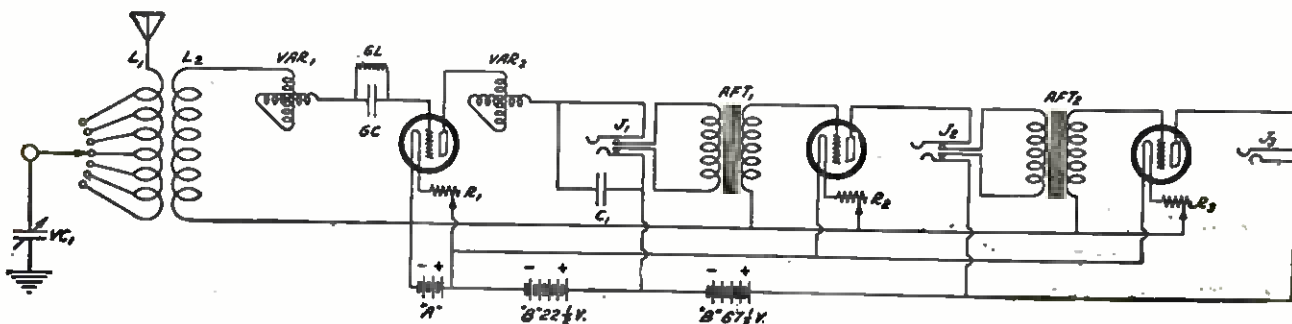 L₁
L₂
VAR₁
GL
GC
VAR₂
R₁
J₁
C₁
AFT₁
R₂
J₂
AFT₂
R₃
J₃
VC₁
- +
"A"
- +
"B" 22½ V.
- +
"B" 67½ V.